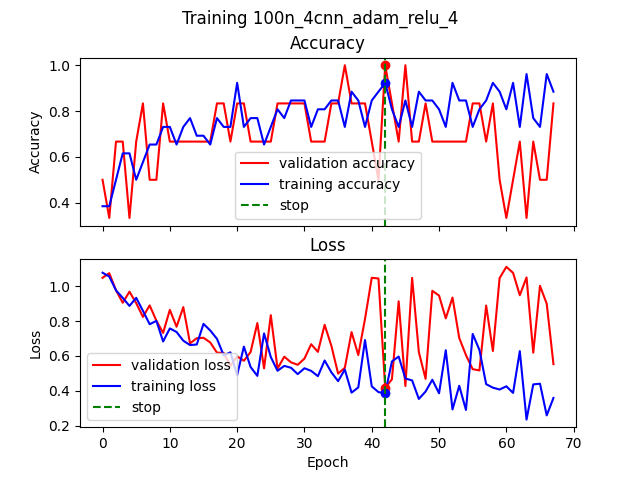 Training 100n_4cnn_adam_relu_4
Accuracy
1.0
0.8
0.6
0.4
Accuracy
validation accuracy
training accuracy
stop
Loss
1.0
0.8
0.6
0.4
0.2
Loss
validation loss
training loss
stop
0 10 20 30 40 50 60 70
Epoch